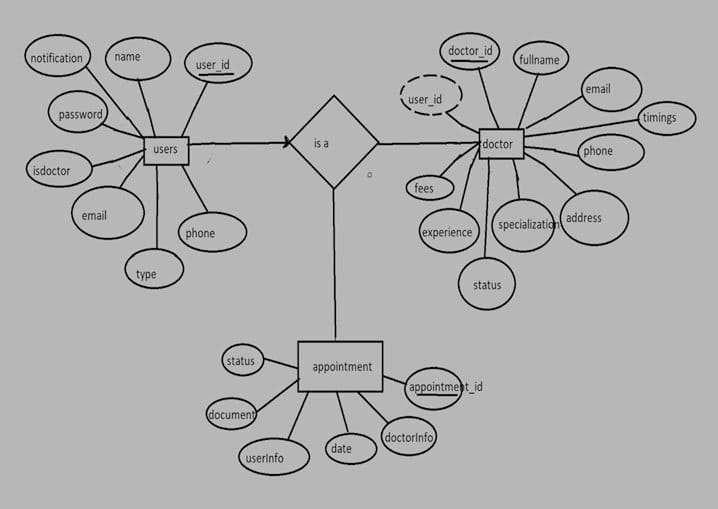 notification
name
user_id
password
users
isdoctor
email
phone
type
is a
doctor_id
fullname
user_id
email
timings
doctor
phone
fees
experience
specialization
address
status
appointment
status
appointment_id
document
userInfo
date
doctorInfo